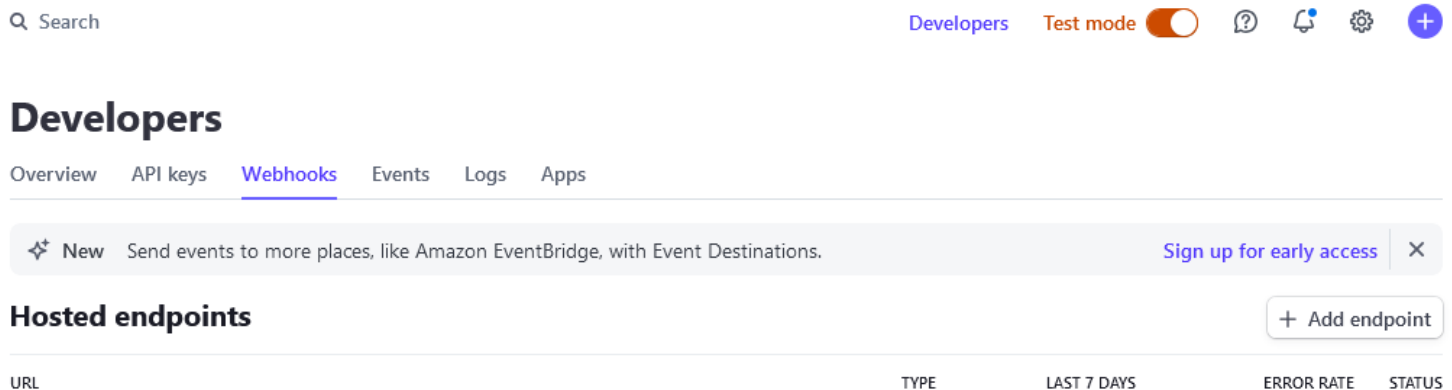 Search Developers Test mode
Developers
Overview API keys Webhooks Events Logs Apps
New Send events to more places, like Amazon EventBridge, with Event Destinations. Sign up for early access
Hosted endpoints + Add endpoint
URL TYPE LAST 7 DAYS ERROR RATE STATUS